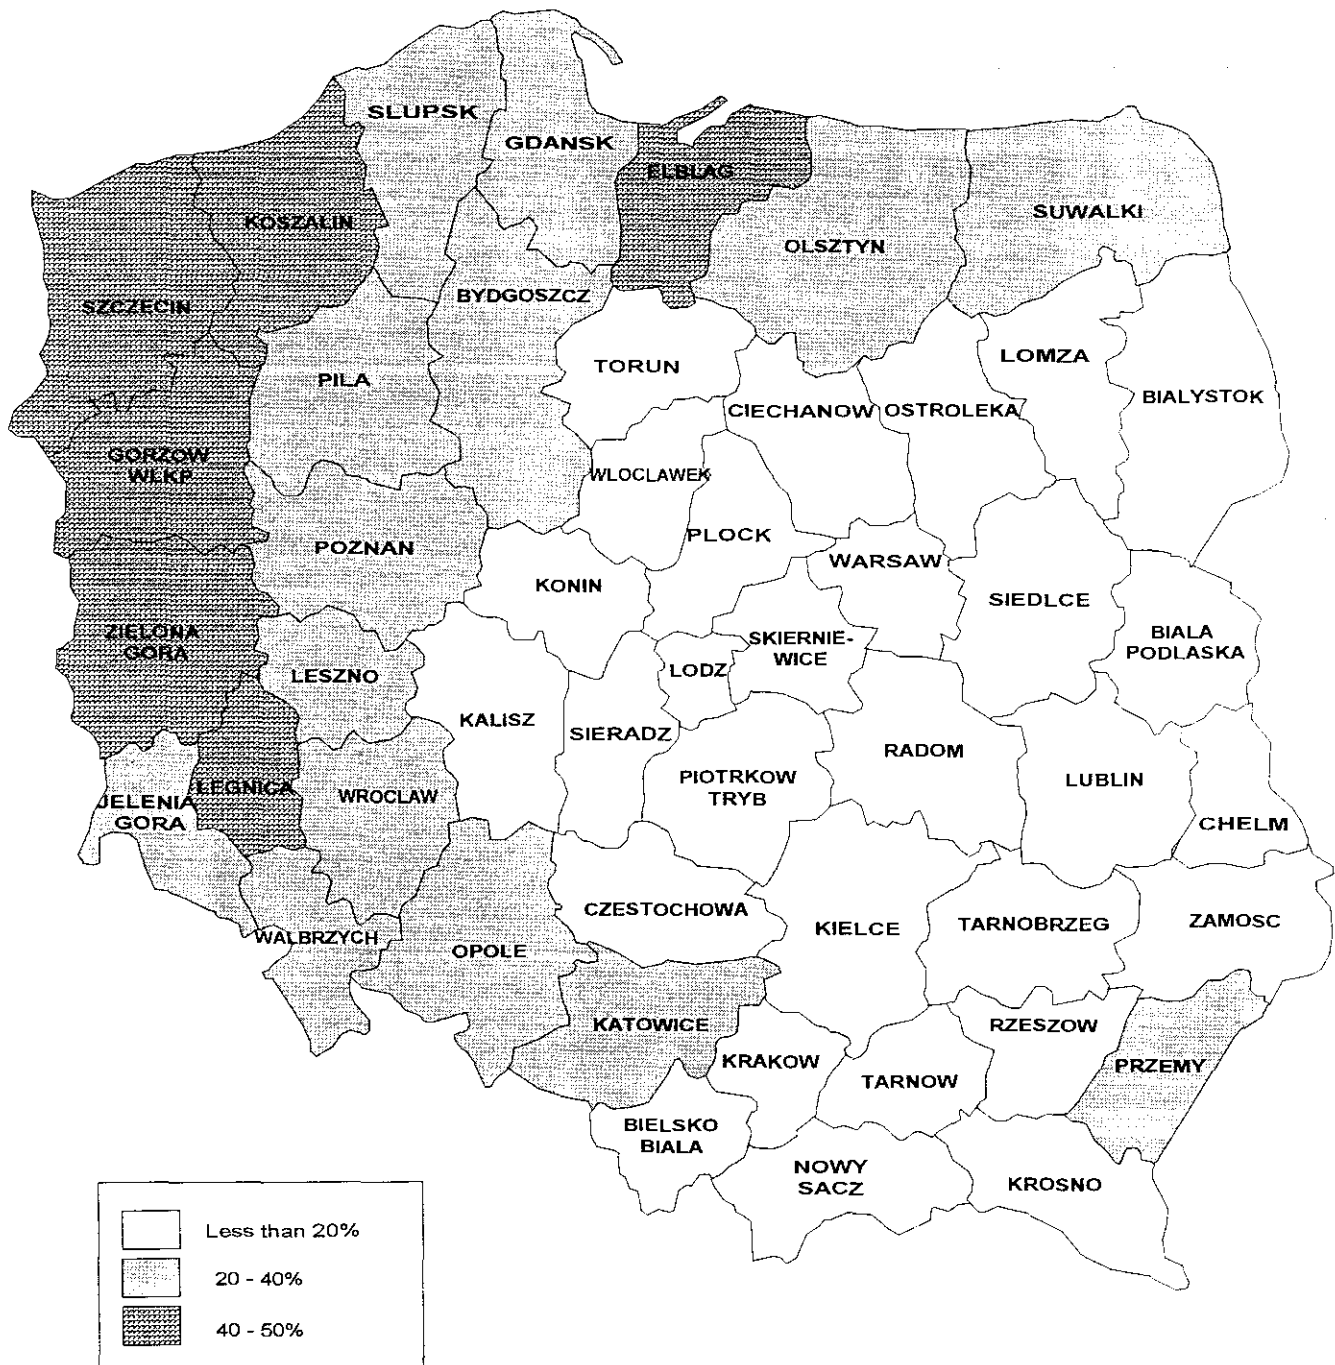 SLUPSK
GDANSK
ELBLAG
SUWALKI
KOSZALIN
OLSZTYN
BYDGOSZCZ
SZCZECIN
TORUN
LOMZA
PILA
BIALYSTOK
CIECHANOW
OSTROLEKA
GORZOW
WLKP
WLOCLAWEK
PLOCK
POZNAN
WARSAW
KONIN
SIEDLCE
ZIELONA
GORA
SKIERNIE-
WICE
BIALA
PODLASKA
LESZNO
LODZ
KALISZ
SIERADZ
RADOM
PIOTRKOW
TRYB
LUBLIN
LEGNICA
WROCLAW
JELENIA
GORA
CHELM
CZESTOCHOWA
KIELCE
TARNOBRZEG
ZAMOSC
WALBRZYCH
OPOLE
KATOWICE
RZESZOW
KRAKOW
TARNOW
PRZEMY
BIELSKO
BIALA
NOWY
SACZ
KROSNO
Less than 20%
20 - 40%
40 - 50%